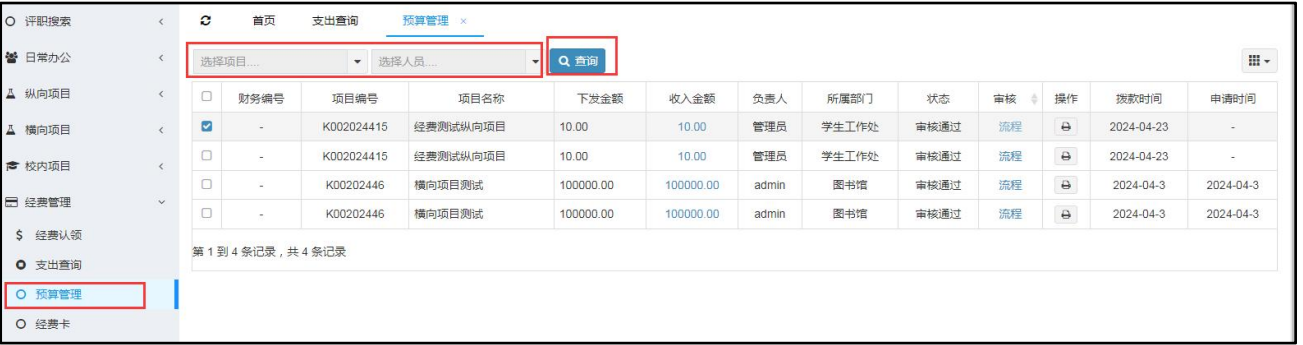 评职搜索
日常办公
纵向项目
横向项目
校内项目
经费管理
经费认领
支出查询
预算管理
经费卡
首页 支出查询 预算管理 ×
选择项目.... 选择人员.... 查询
财务编号 项目编号 项目名称 下发金额 收入金额 负责人 所属部门 状态 审核 操作 拨款时间 申请时间
- K002024415 经费测试纵向项目 10.00 10.00 管理员 学生工作处 审核通过 流程 2024-04-23 -
- K002024415 经费测试纵向项目 10.00 10.00 管理员 学生工作处 审核通过 流程 2024-04-23 -
- K00202446 横向项目测试 100000.00 100000.00 admin 图书馆 审核通过 流程 2024-04-3 2024-04-3
- K00202446 横向项目测试 100000.00 100000.00 admin 图书馆 审核通过 流程 2024-04-3 2024-04-3
第 1 到 4 条记录，共 4 条记录